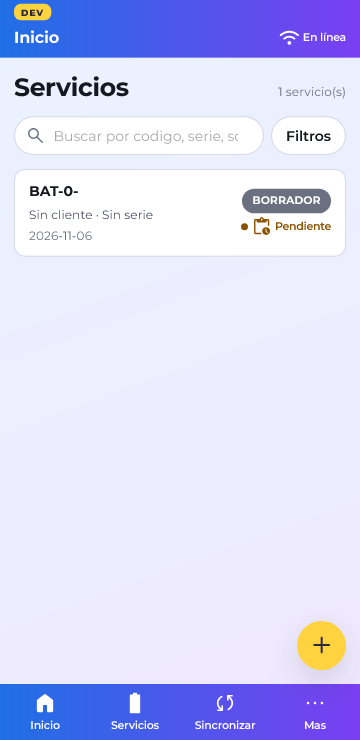 DEV
Inicio
En línea
Servicios
1 servicio(s)
Buscar por codigo, serie, so
Filtros
BAT-0-
BORRADOR
Sin cliente · Sin serie
Pendiente
2026-11-06
Inicio
Servicios
Sincronizar
Mas